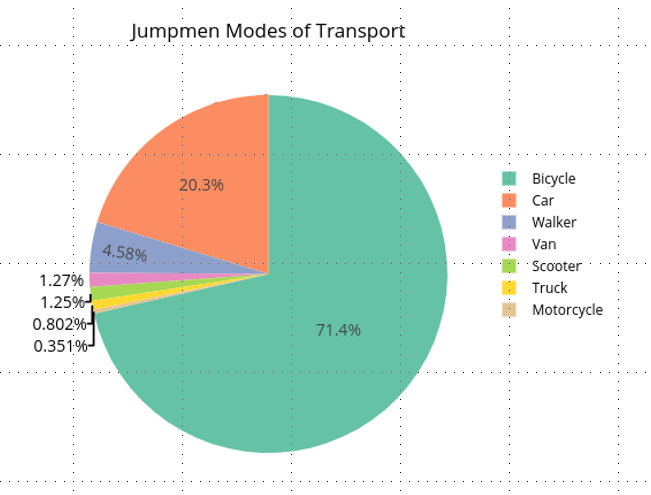 Jumpmen Modes of Transport
20.3%
4.58%
1.27%
1.25%
0.802%
0.351%
71.4%
Bicycle
Car
Walker
Van
Scooter
Truck
Motorcycle